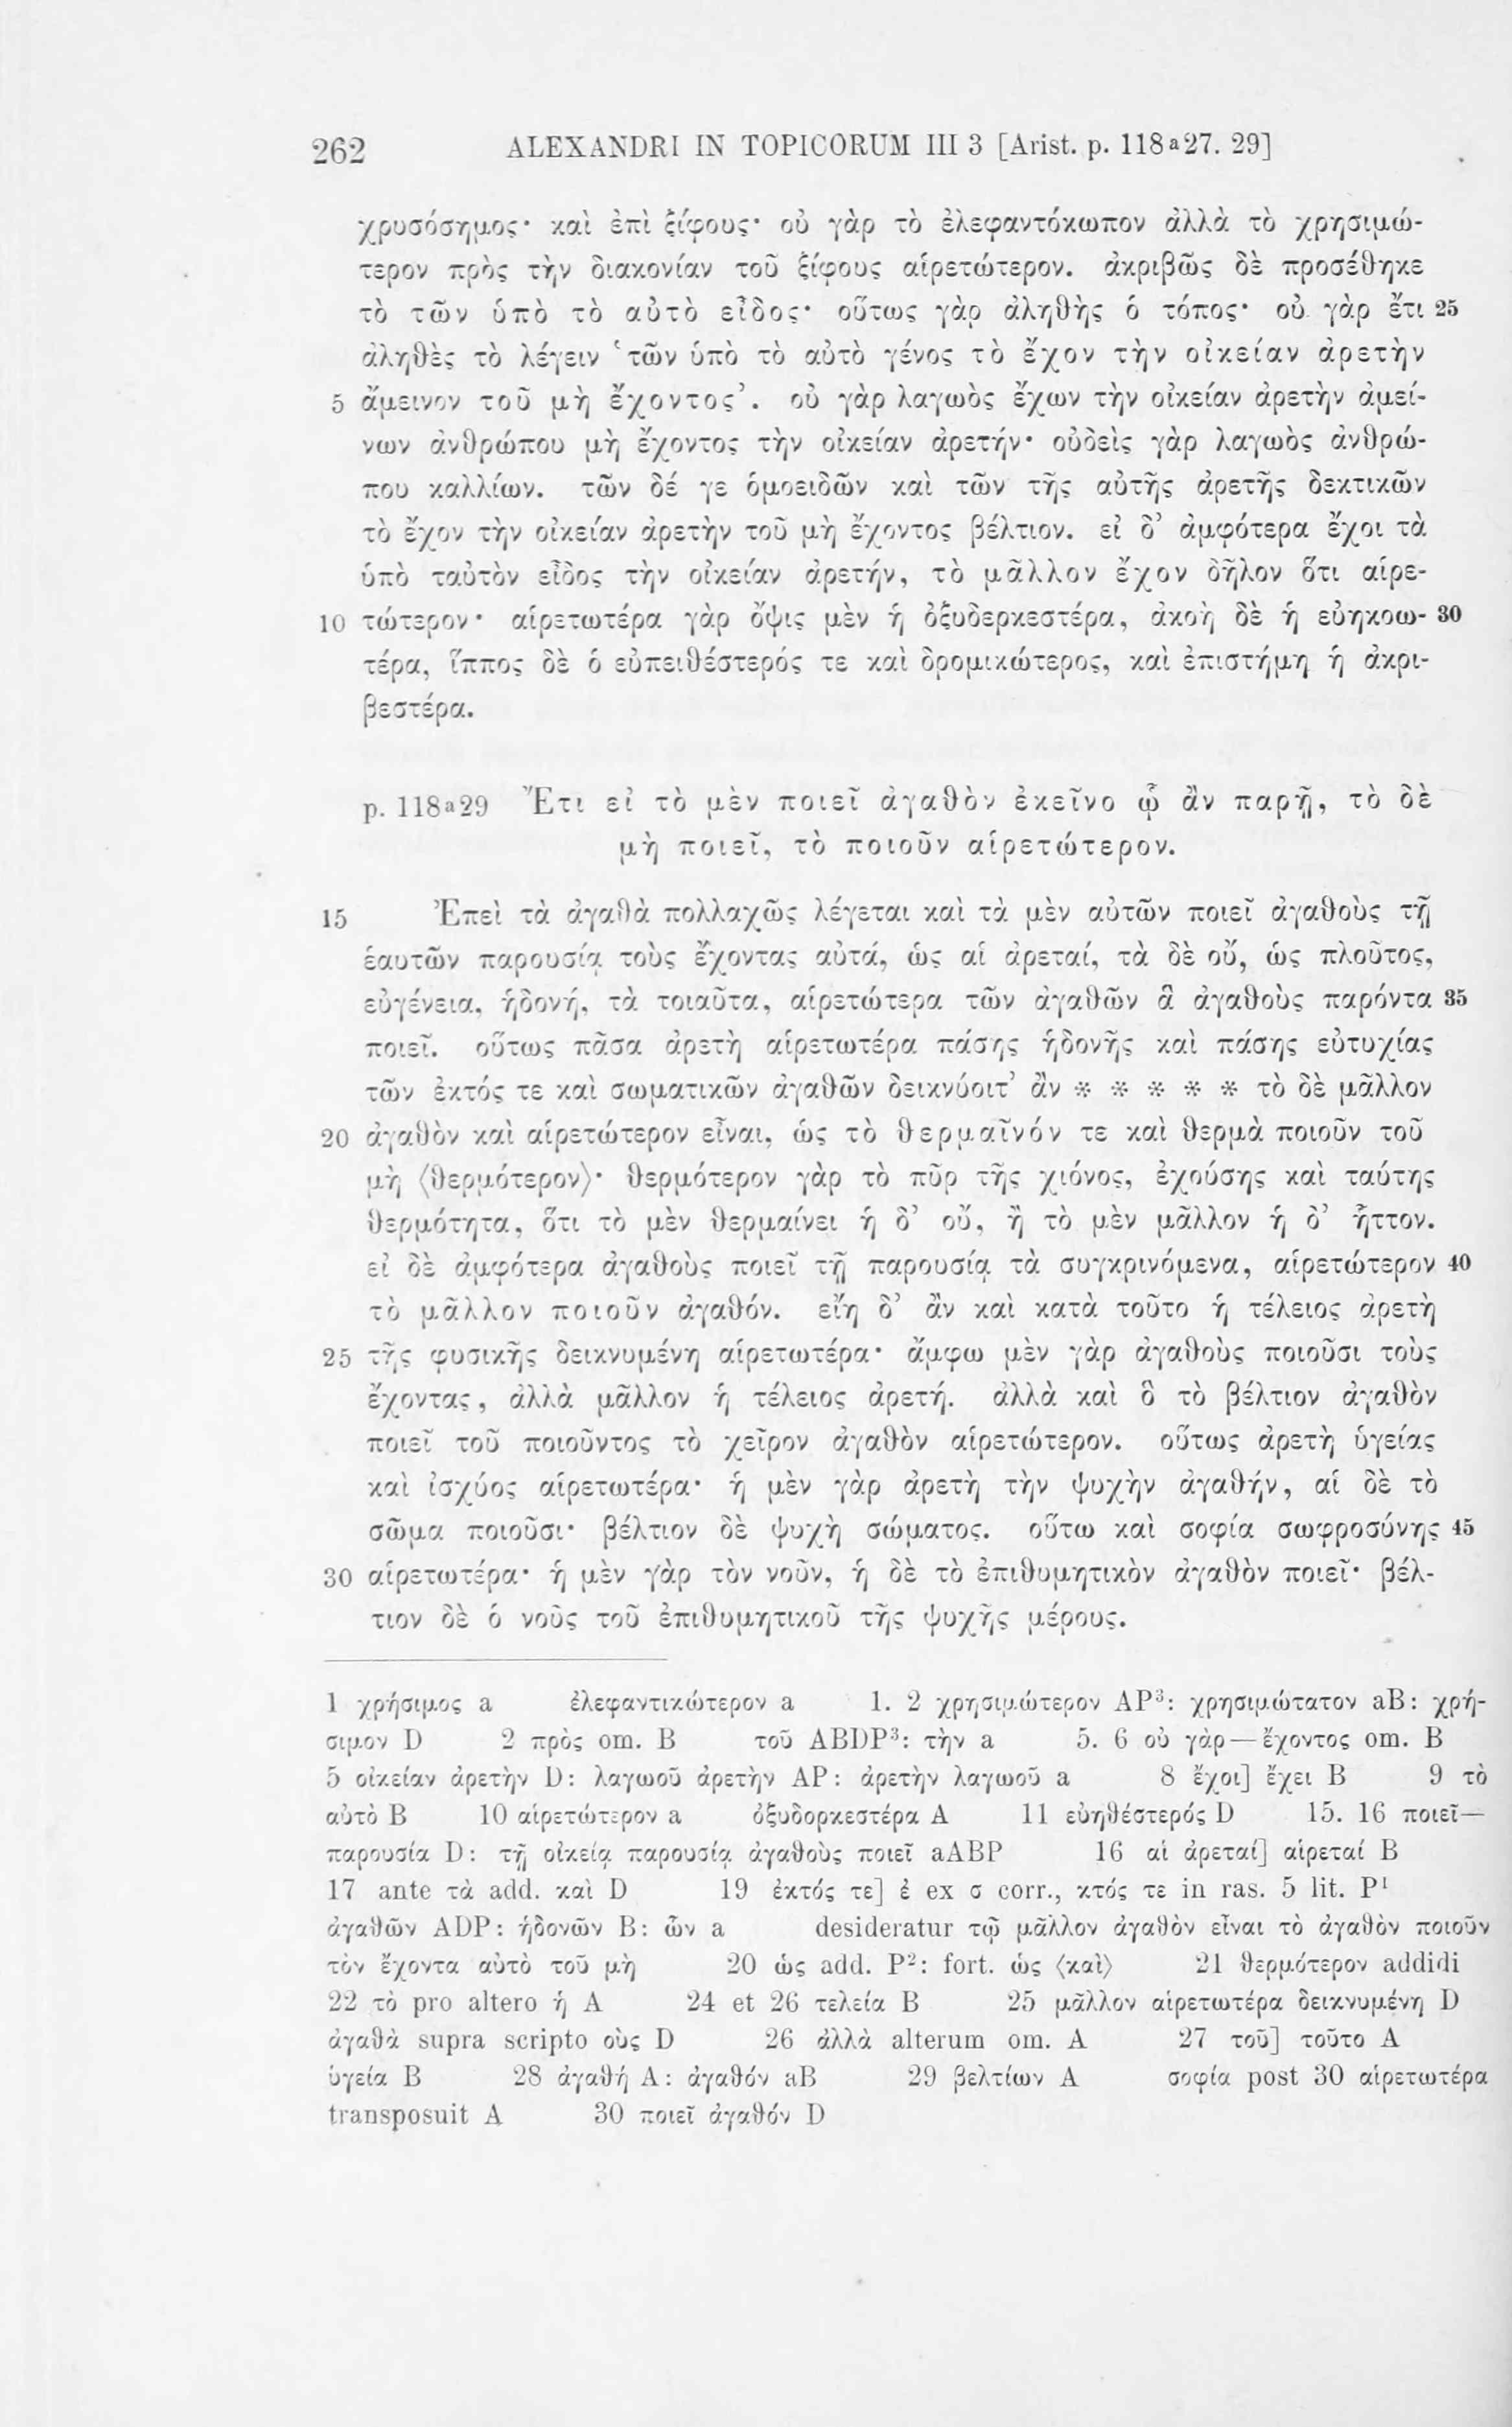 262 ALEXANDRI IN TOPICORUM III 3 [Arist. p. 118a27. 29]
χρυσόσημος· καὶ ἐπὶ ξίφους· οὐ γὰρ τὸ ἐλεφαντόκωπον ἀλλὰ τὸ χρησιμώ-
τερον πρὸς τὴν διακονίαν τοῦ ξίφους αἱρετώτερον. ἀκριβῶς δὲ προσέθηκε
τὸ τῶν ὑπὸ τὸ αὐτὸ εἶδος· οὕτως γὰρ ἀληθὴς ὁ τόπος· οὐ γὰρ ἔτι 25
ἀληθὲς τὸ λέγειν ‘τῶν ὑπὸ τὸ αὐτὸ γένος τὸ ἔχον τὴν οἰκείαν ἀρετὴν
5 ἄμεινον τοῦ μὴ ἔχοντος’. οὐ γὰρ λαγωὸς ἔχων τὴν οἰκείαν ἀρετὴν ἀμεί-
νων ἀνθρώπου μὴ ἔχοντος τὴν οἰκείαν ἀρετήν· οὐδεὶς γὰρ λαγωὸς ἀνθρώ-
που καλλίων. τῶν δέ γε ὁμοειδῶν καὶ τῶν τῆς αὐτῆς ἀρετῆς δεκτικῶν
τὸ ἔχον τὴν οἰκείαν ἀρετὴν τοῦ μὴ ἔχοντος βέλτιον. εἰ δ’ ἀμφότερα ἔχοι τὰ
ὑπὸ ταὐτὸν εἶδος τὴν οἰκείαν ἀρετήν, τὸ μᾶλλον ἔχον δῆλον ὅτι αἱρε-
10 τώτερον· αἱρετωτέρα γὰρ ὄψις μὲν ἡ ὀξυδερκεστέρα, ἀκοὴ δὲ ἡ εὐηκοω- 30
τέρα, ἵππος δὲ ὁ εὐπειθέστερός τε καὶ δρομικώτερος, καὶ ἐπιστήμη ἡ ἀκρι-
βεστέρα.
p. 118a29 Ἔτι εἰ τὸ μὲν ποιεῖ ἀγαθὸν ἐκεῖνο ᾧ ἂν παρῇ, τὸ δὲ
μὴ ποιεῖ, τὸ ποιοῦν αἱρετώτερον.
15 Ἐπεὶ τὰ ἀγαθὰ πολλαχῶς λέγεται καὶ τὰ μὲν αὐτῶν ποιεῖ ἀγαθοὺς τῇ
ἑαυτῶν παρουσίᾳ τοὺς ἔχοντας αὐτά, ὡς αἱ ἀρεταί, τὰ δὲ οὔ, ὡς πλοῦτος,
εὐγένεια, ἡδονή, τὰ τοιαῦτα, αἱρετώτερα τῶν ἀγαθῶν ἃ ἀγαθοὺς παρόντα 35
ποιεῖ. οὕτως πᾶσα ἀρετὴ αἱρετωτέρα πάσης ἡδονῆς καὶ πάσης εὐτυχίας
τῶν ἐκτός τε καὶ σωματικῶν ἀγαθῶν δεικνύοιτ’ ἂν * * * * * τὸ δὲ μᾶλλον
20 ἀγαθὸν καὶ αἱρετώτερον εἶναι, ὡς τὸ θερμαῖνόν τε καὶ θερμὰ ποιοῦν τοῦ
μὴ ⟨θερμότερον⟩· θερμότερον γὰρ τὸ πῦρ τῆς χιόνος, ἐχούσης καὶ ταύτης
θερμότητα, ὅτι τὸ μὲν θερμαίνει ἡ δ’ οὔ, ἢ τὸ μὲν μᾶλλον ἡ δ’ ἧττον.
εἰ δὲ ἀμφότερα ἀγαθοὺς ποιεῖ τῇ παρουσίᾳ τὰ συγκρινόμενα, αἱρετώτερον 40
τὸ μᾶλλον ποιοῦν ἀγαθόν. εἴη δ’ ἂν καὶ κατὰ τοῦτο ἡ τέλειος ἀρετὴ
25 τῆς φυσικῆς δεικνυμένη αἱρετωτέρα· ἄμφω μὲν γὰρ ἀγαθοὺς ποιοῦσι τοὺς
ἔχοντας, ἀλλὰ μᾶλλον ἡ τέλειος ἀρετή. ἀλλὰ καὶ ὃ τὸ βέλτιον ἀγαθὸν
ποιεῖ τοῦ ποιοῦντος τὸ χεῖρον ἀγαθὸν αἱρετώτερον. οὕτως ἀρετὴ ὑγείας
καὶ ἰσχύος αἱρετωτέρα· ἡ μὲν γὰρ ἀρετὴ τὴν ψυχὴν ἀγαθήν, αἱ δὲ τὸ
σῶμα ποιοῦσι· βέλτιον δὲ ψυχὴ σώματος. οὕτω καὶ σοφία σωφροσύνης 45
30 αἱρετωτέρα· ἡ μὲν γὰρ τὸν νοῦν, ἡ δὲ τὸ ἐπιθυμητικὸν ἀγαθὸν ποιεῖ· βέλ-
τιον δὲ ὁ νοῦς τοῦ ἐπιθυμητικοῦ τῆς ψυχῆς μέρους.
1 χρήσιμος a ἐλεφαντικώτερον a 1. 2 χρησιμώτερον AP³: χρησιμώτατον aB: χρή-
σιμον D 2 πρὸς om. B τοῦ ABDP³: τὴν a 5. 6 οὐ γὰρ—ἔχοντος om. B
5 οἰκείαν ἀρετὴν D: λαγωοῦ ἀρετὴν AP: ἀρετὴν λαγωοῦ a 8 ἔχοι] ἔχει B 9 τὸ
αὐτὸ B 10 αἱρετώτερον a ὀξυδορκεστέρα A 11 εὐηθέστερός D 15. 16 ποιεῖ—
παρουσία D: τῇ οἰκείᾳ παρουσίᾳ ἀγαθοὺς ποιεῖ aABP 16 αἱ ἀρεταί] αἱρεταί B
17 ante τὰ add. καὶ D 19 ἐκτός τε] ἐ ex σ corr., κτός τε in ras. 5 lit. P¹
ἀγαθῶν ADP: ἡδονῶν B: ὧν a desideratur τῷ μᾶλλον ἀγαθὸν εἶναι τὸ ἀγαθὸν ποιοῦν
τὸν ἔχοντα αὐτὸ τοῦ μὴ 20 ὡς add. P²: fort. ὡς ⟨καὶ⟩ 21 θερμότερον addidi
22 τὸ pro altero ἡ A 24 et 26 τελεία B 25 μᾶλλον αἱρετωτέρα δεικνυμένη D
ἀγαθὰ supra scripto οὺς D 26 ἀλλὰ alterum om. A 27 τοῦ] τοῦτο A
ὑγεία B 28 ἀγαθή A: ἀγαθόν aB 29 βελτίων A σοφία post 30 αἱρετωτέρα
transposuit A 30 ποιεῖ ἀγαθόν D